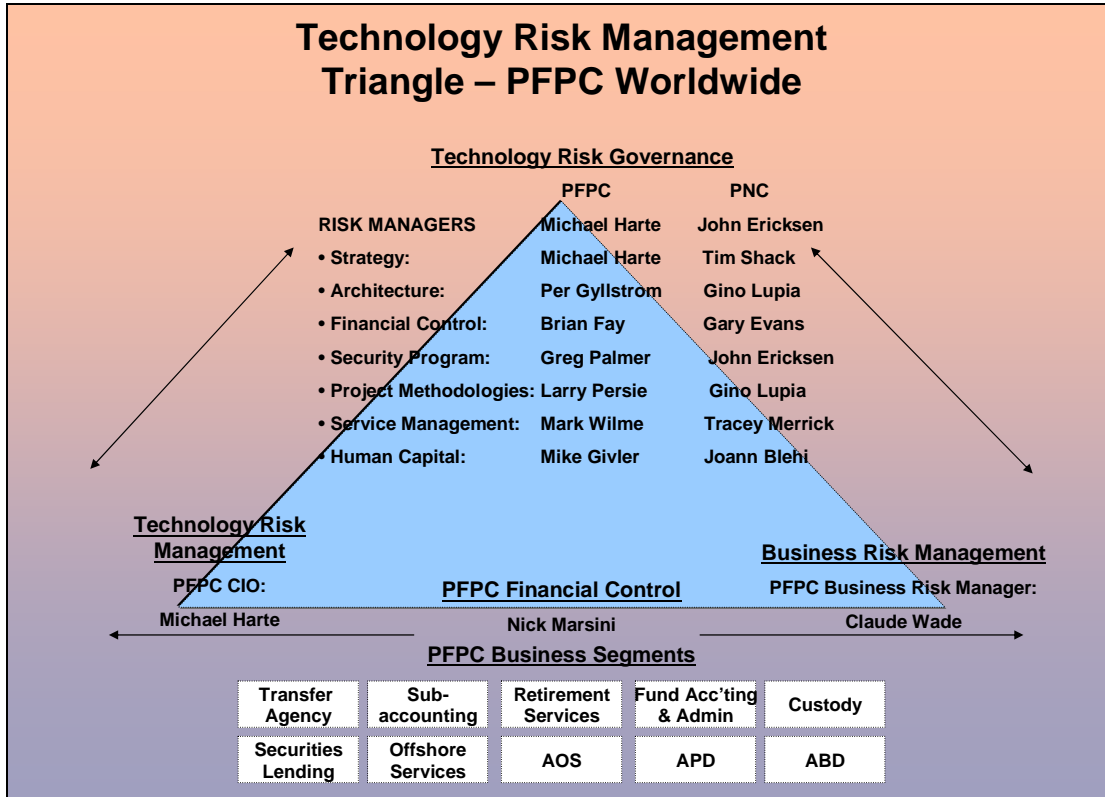 Technology Risk Management
Triangle – PFPC Worldwide
Technology Risk Governance
PFPC PNC
RISK MANAGERS Michael Harte John Ericksen
• Strategy: Michael Harte Tim Shack
• Architecture: Per Gyllstrom Gino Lupia
• Financial Control: Brian Fay Gary Evans
• Security Program: Greg Palmer John Ericksen
• Project Methodologies: Larry Persie Gino Lupia
• Service Management: Mark Wilme Tracey Merrick
• Human Capital: Mike Givler Joann Blehi
Technology Risk
Management
PFPC CIO:
Michael Harte
PFPC Financial Control
Nick Marsini
Business Risk Management
PFPC Business Risk Manager:
Claude Wade
PFPC Business Segments
Transfer
Agency
Sub-
accounting
Retirement
Services
Fund Acc'ting
& Admin
Custody
Securities
Lending
Offshore
Services
AOS
APD
ABD